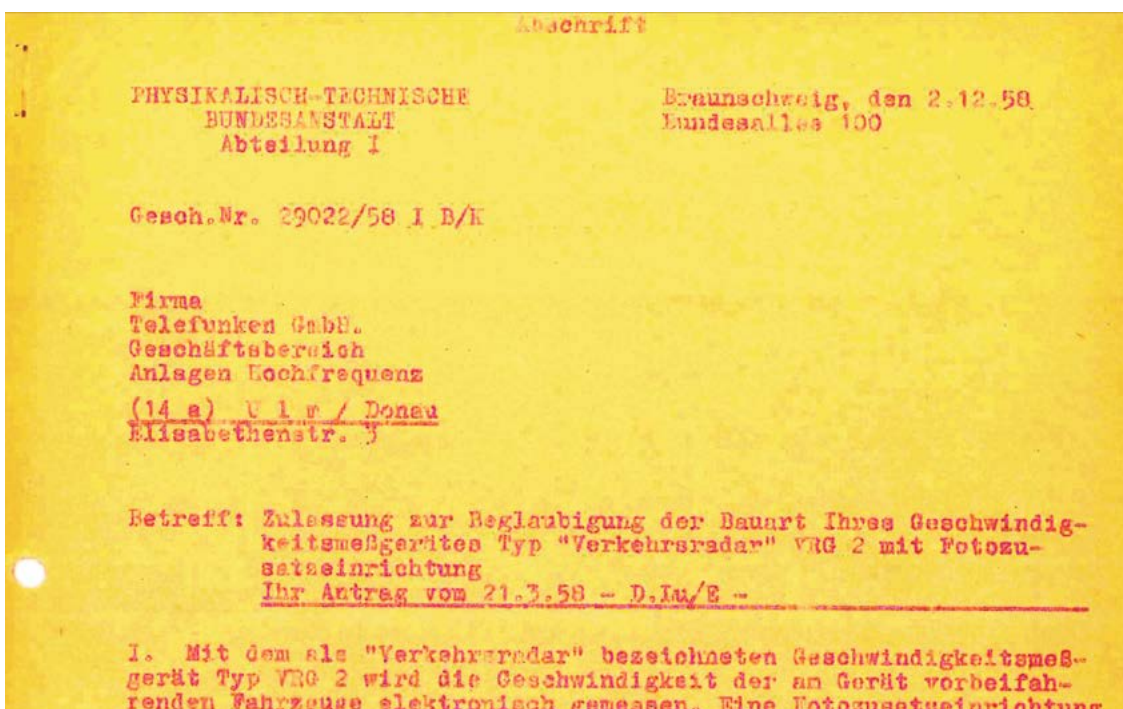 Abschrift
PHYSIKALISCH-TECHNISCHE
BUNDESANSTALT
Abteilung I
Braunschweig, den 2.12.58
Bundesallee 100
Gesch.Nr. 29022/58 I B/K
Firma
Telefunken GmbH.
Geschäftsbereich
Anlagen Hochfrequenz
(14 a) U l m / Donau
Elisabethenstr. 3
Betreff: Zulassung zur Beglaubigung der Bauart Ihres Geschwindig-
keitsmeßgerätes Typ "Verkehrsradar" VRG 2 mit Fotozu-
satzeinrichtung
Ihr Antrag vom 21.3.58 - D.Lu/E -
I. Mit dem als "Verkehrsradar" bezeichneten Geschwindigkeitsmeß-
gerät Typ VRG 2 wird die Geschwindigkeit der am Gerät vorbeifah-
renden Fahrzeuge elektronisch gemessen. Eine Fotozusatzeinrichtung